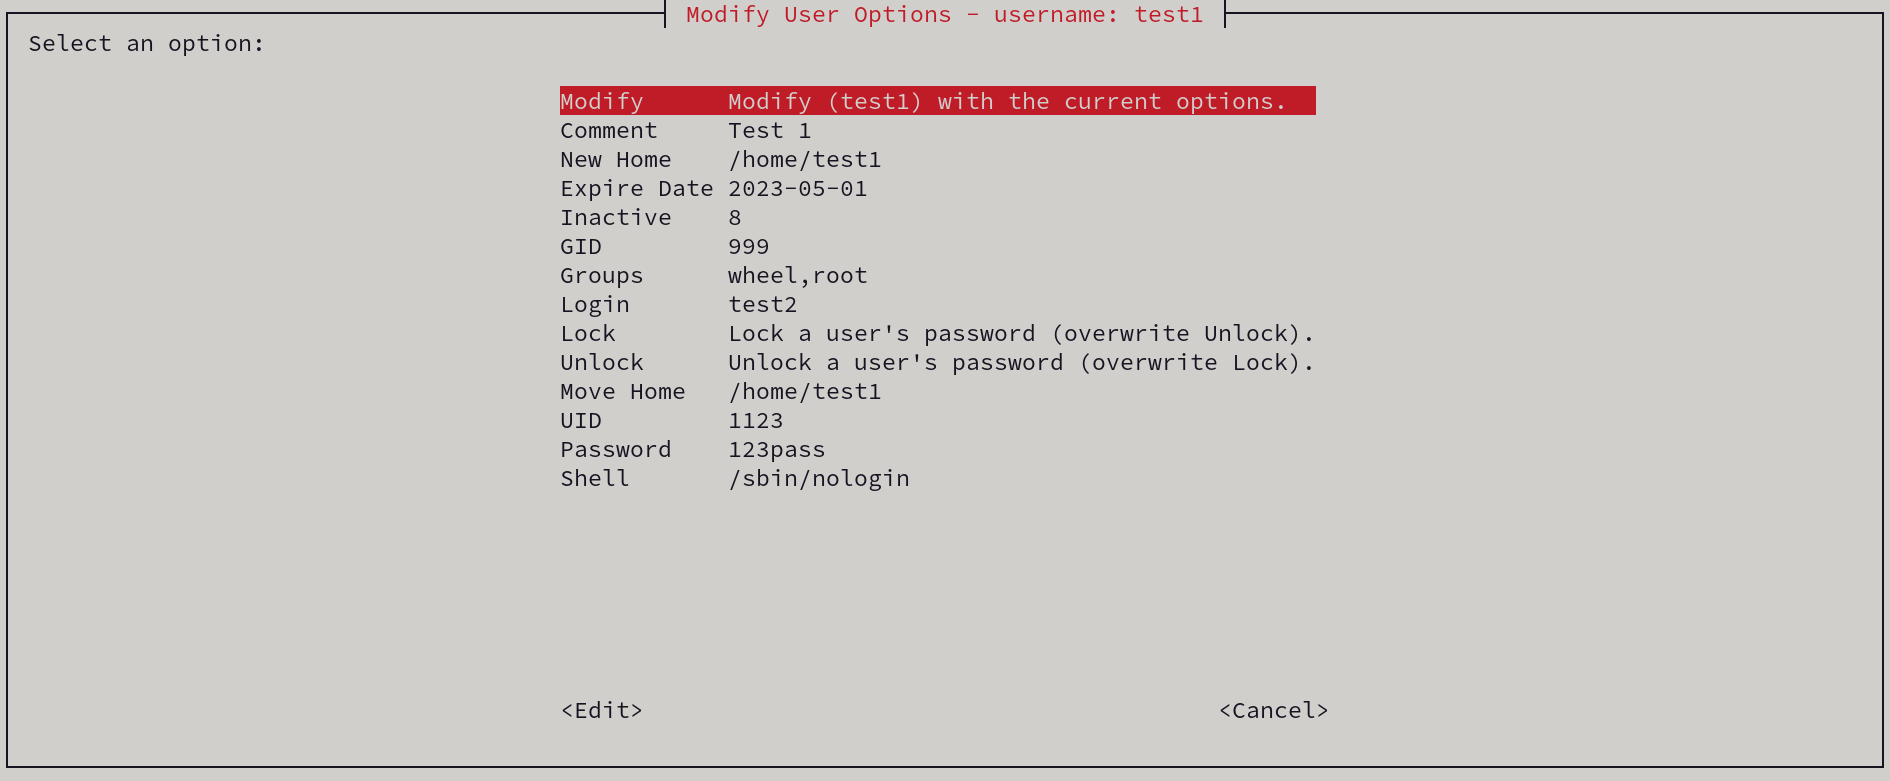 Modify User Options - username: test1
Select an option:
Modify Modify (test1) with the current options.
Comment Test 1
New Home /home/test1
Expire Date 2023-05-01
Inactive 8
GID 999
Groups wheel,root
Login test2
Lock Lock a user's password (overwrite Unlock).
Unlock Unlock a user's password (overwrite Lock).
Move Home /home/test1
UID 1123
Password 123pass
Shell /sbin/nologin
<Edit> <Cancel>